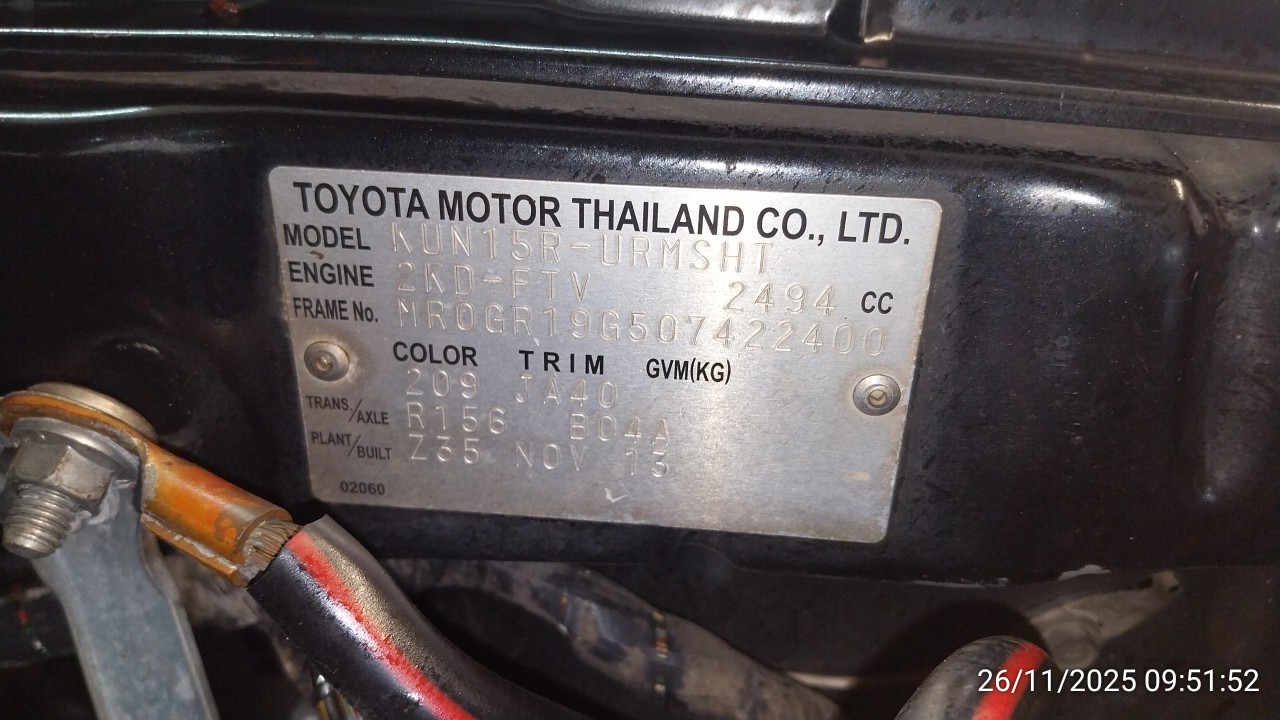 TOYOTA MOTOR THAILAND CO., LTD.
MODEL KUN15R-URMSHT
ENGINE 2KD-FTV 2494 CC
FRAME No. MR0GR19G507422400
COLOR TRIM GVM(KG)
209 JA40
TRANS/AXLE R156 B04A
PLANT/BUILT Z35 NOV 13
02060
26/11/2025 09:51:52